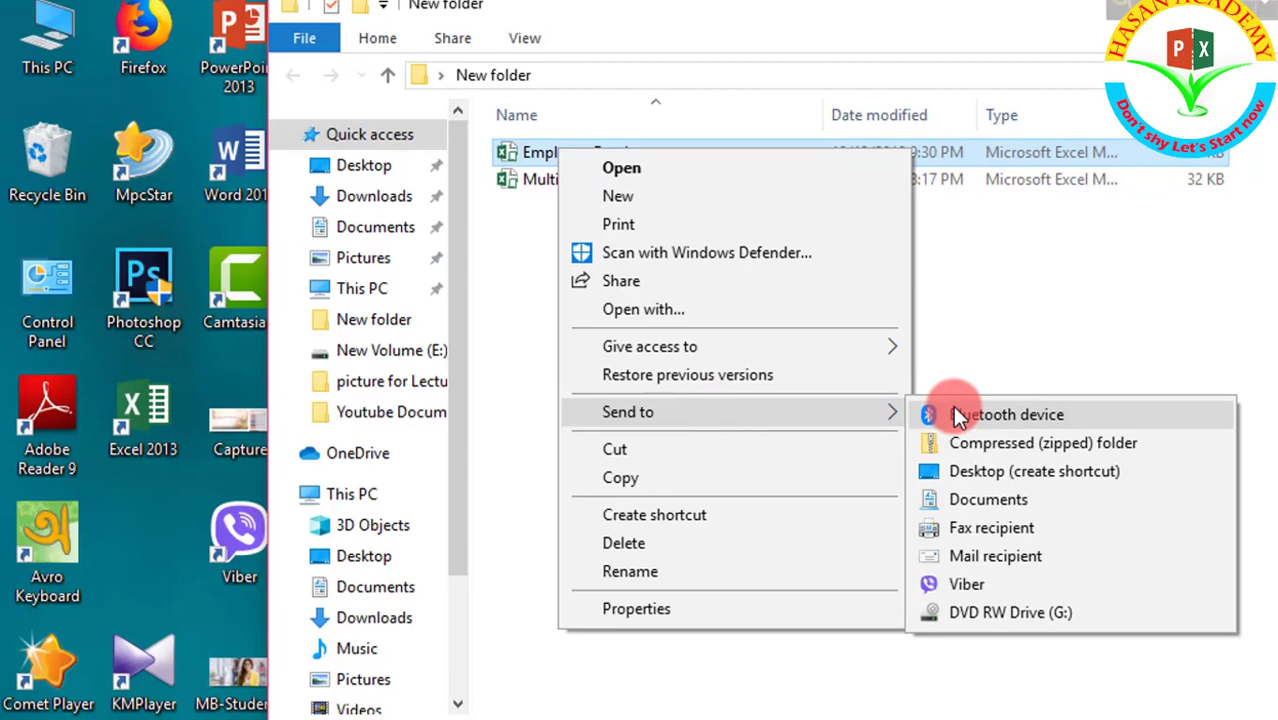 New folder
File
Home
Share
View
New folder
Name
Date modified
Type
9:30 PM
Microsoft Excel M...
Multi
3:17 PM
Microsoft Excel M...
32 KB
HASAN ACADEMY
P X
Don't shy Let's Start now
This PC
Firefox
PowerPoin
2013
Recycle Bin
MpcStar
Word 201
Control
Panel
Photoshop
CC
Camtasia
Adobe
Reader 9
Excel 2013
Capture
Avro
Keyboard
Viber
Comet Player
KMPlayer
MB-Studen
Quick access
Desktop
Downloads
Documents
Pictures
This PC
New folder
New Volume (E:)
picture for Lectu
Youtube Docum
OneDrive
This PC
3D Objects
Desktop
Documents
Downloads
Music
Pictures
Videos
Open
New
Print
Scan with Windows Defender...
Share
Open with...
Give access to
Restore previous versions
Send to
Cut
Copy
Create shortcut
Delete
Rename
Properties
Bluetooth device
Compressed (zipped) folder
Desktop (create shortcut)
Documents
Fax recipient
Mail recipient
Viber
DVD RW Drive (G:)